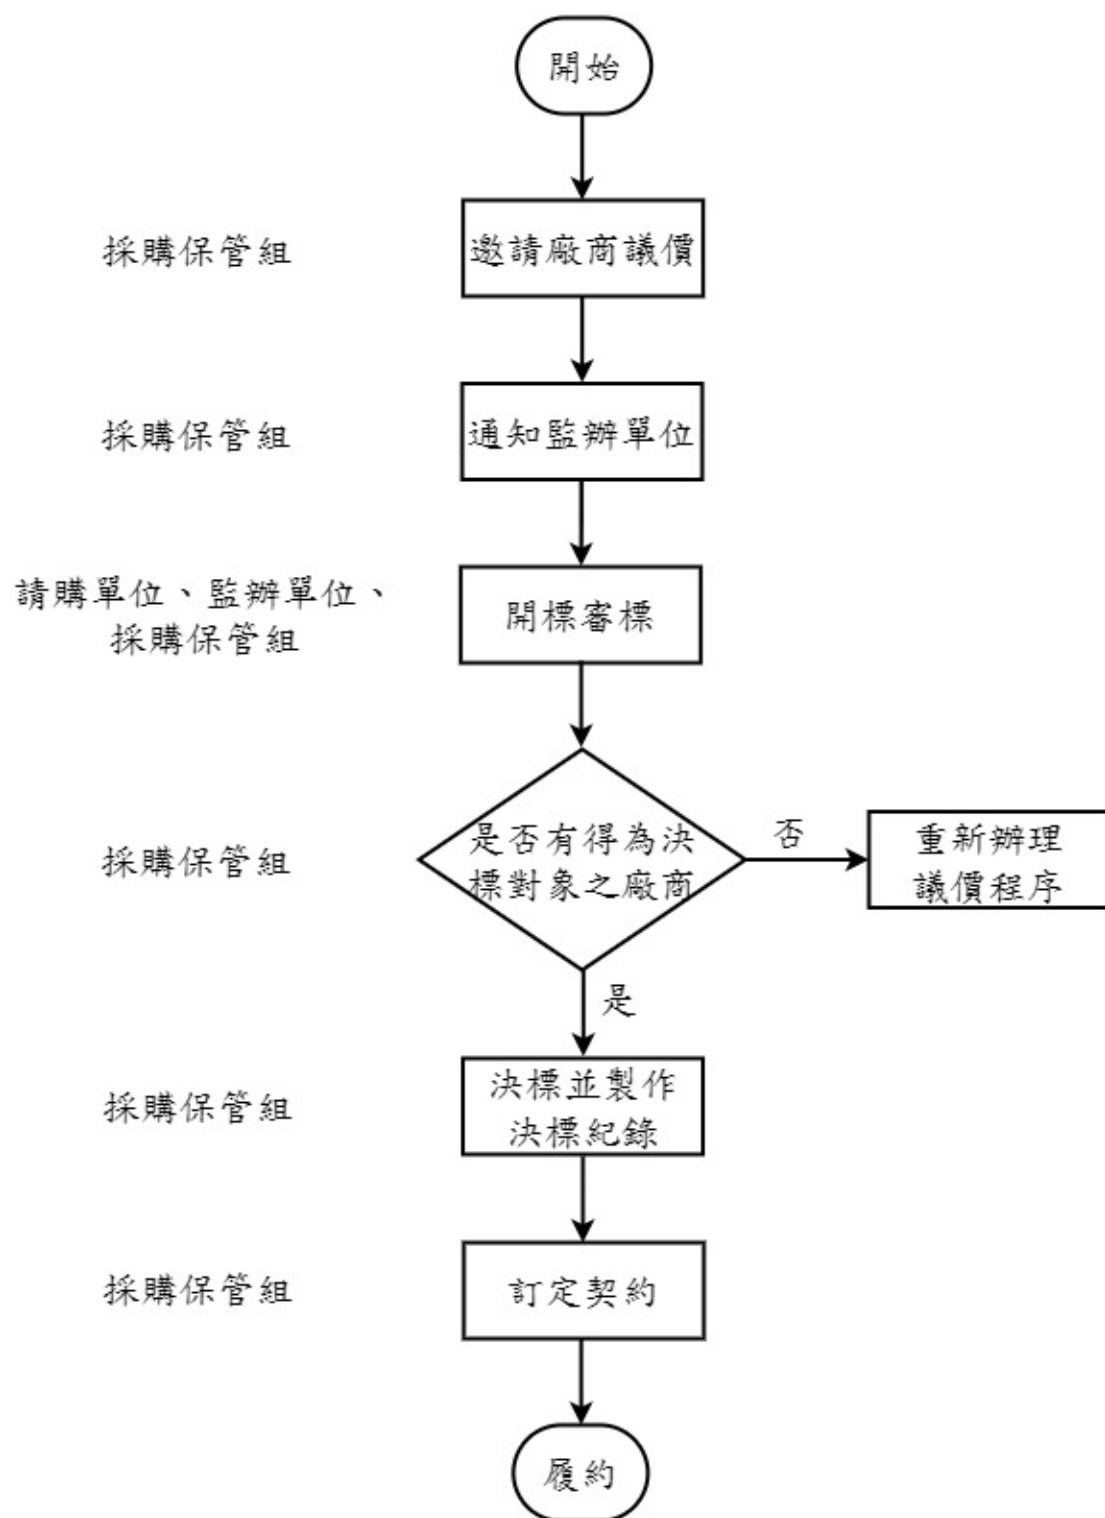 開始
採購保管組
邀請廠商議價
採購保管組
通知監辦單位
請購單位、監辦單位、
採購保管組
開標審標
採購保管組
是否有得為決
標對象之廠商
否
重新辦理
議價程序
是
採購保管組
決標並製作
決標紀錄
採購保管組
訂定契約
履約